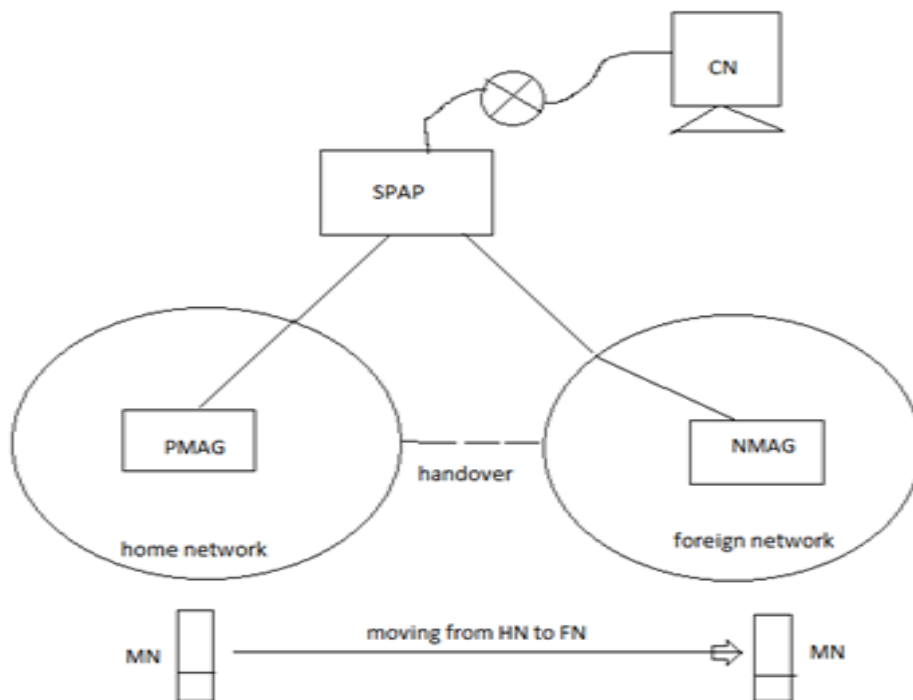 CN
SPAP
PMAG
NMAG
handover
home network
foreign network
moving from HN to FN
MN
MN